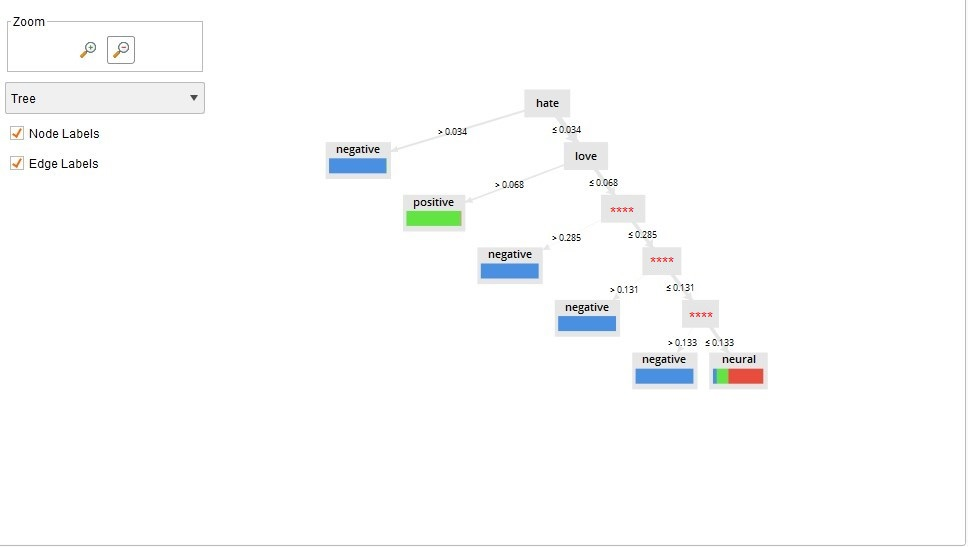 Zoom
Tree
Node Labels
Edge Labels
hate
> 0.034
≤ 0.034
negative
love
> 0.068
≤ 0.068
positive
****
> 0.285
≤ 0.285
negative
****
> 0.131
≤ 0.131
negative
****
> 0.133
≤ 0.133
negative
neural